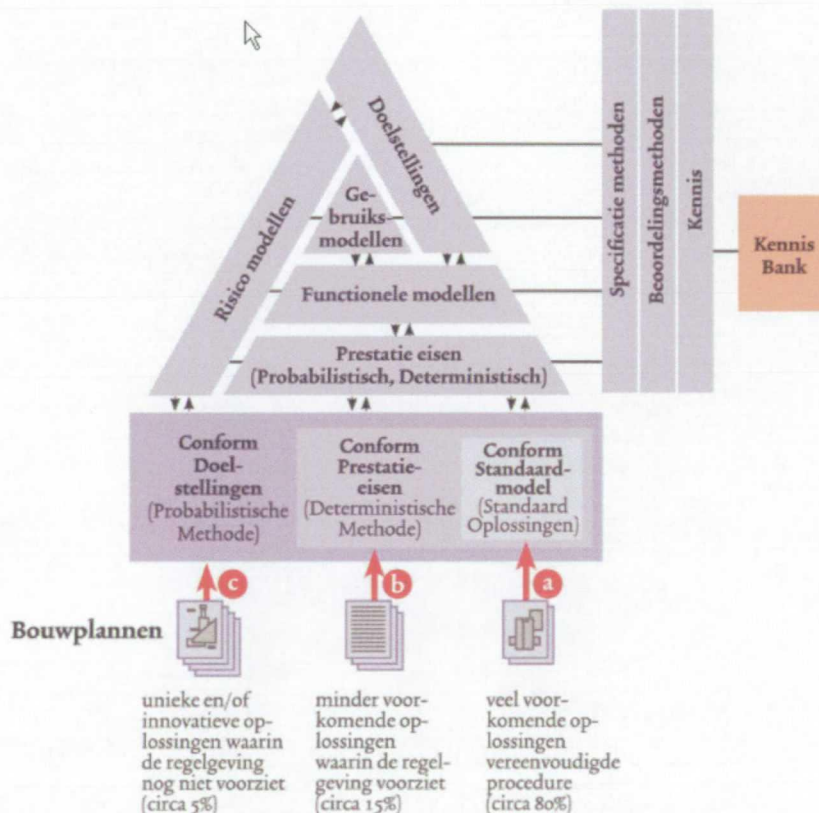 Doelstellingen
Risico modellen
Ge-
bruiks-
modellen
Functionele modellen
Prestatie eisen
(Probabilistisch, Deterministisch)
Specificatie methoden
Beoordelingsmethoden
Kennis
Kennis
Bank
Conform
Doel-
stellingen
(Probabilistische
Methode)
Conform
Prestatie-
eisen
(Deterministische
Methode)
Conform
Standaard-
model
(Standaard
Oplossingen)
c
b
a
Bouwplannen
unieke en/of
innovatieve op-
lossingen waarin
de regelgeving
nog niet voorziet
(circa 5%)
minder voor-
komende op-
lossingen
waarin de regel-
geving voorziet
(circa 15%)
veel voor-
komende op-
lossingen
vereenvoudigde
procedure
(circa 80%)